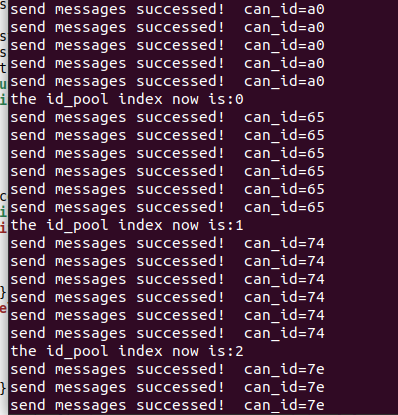 send messages successed!  can_id=a0
send messages successed!  can_id=a0
send messages successed!  can_id=a0
send messages successed!  can_id=a0
send messages successed!  can_id=a0
the id_pool index now is:0
send messages successed!  can_id=65
send messages successed!  can_id=65
send messages successed!  can_id=65
send messages successed!  can_id=65
send messages successed!  can_id=65
send messages successed!  can_id=65
the id_pool index now is:1
send messages successed!  can_id=74
send messages successed!  can_id=74
send messages successed!  can_id=74
send messages successed!  can_id=74
send messages successed!  can_id=74
send messages successed!  can_id=74
the id_pool index now is:2
send messages successed!  can_id=7e
send messages successed!  can_id=7e
send messages successed!  can_id=7e